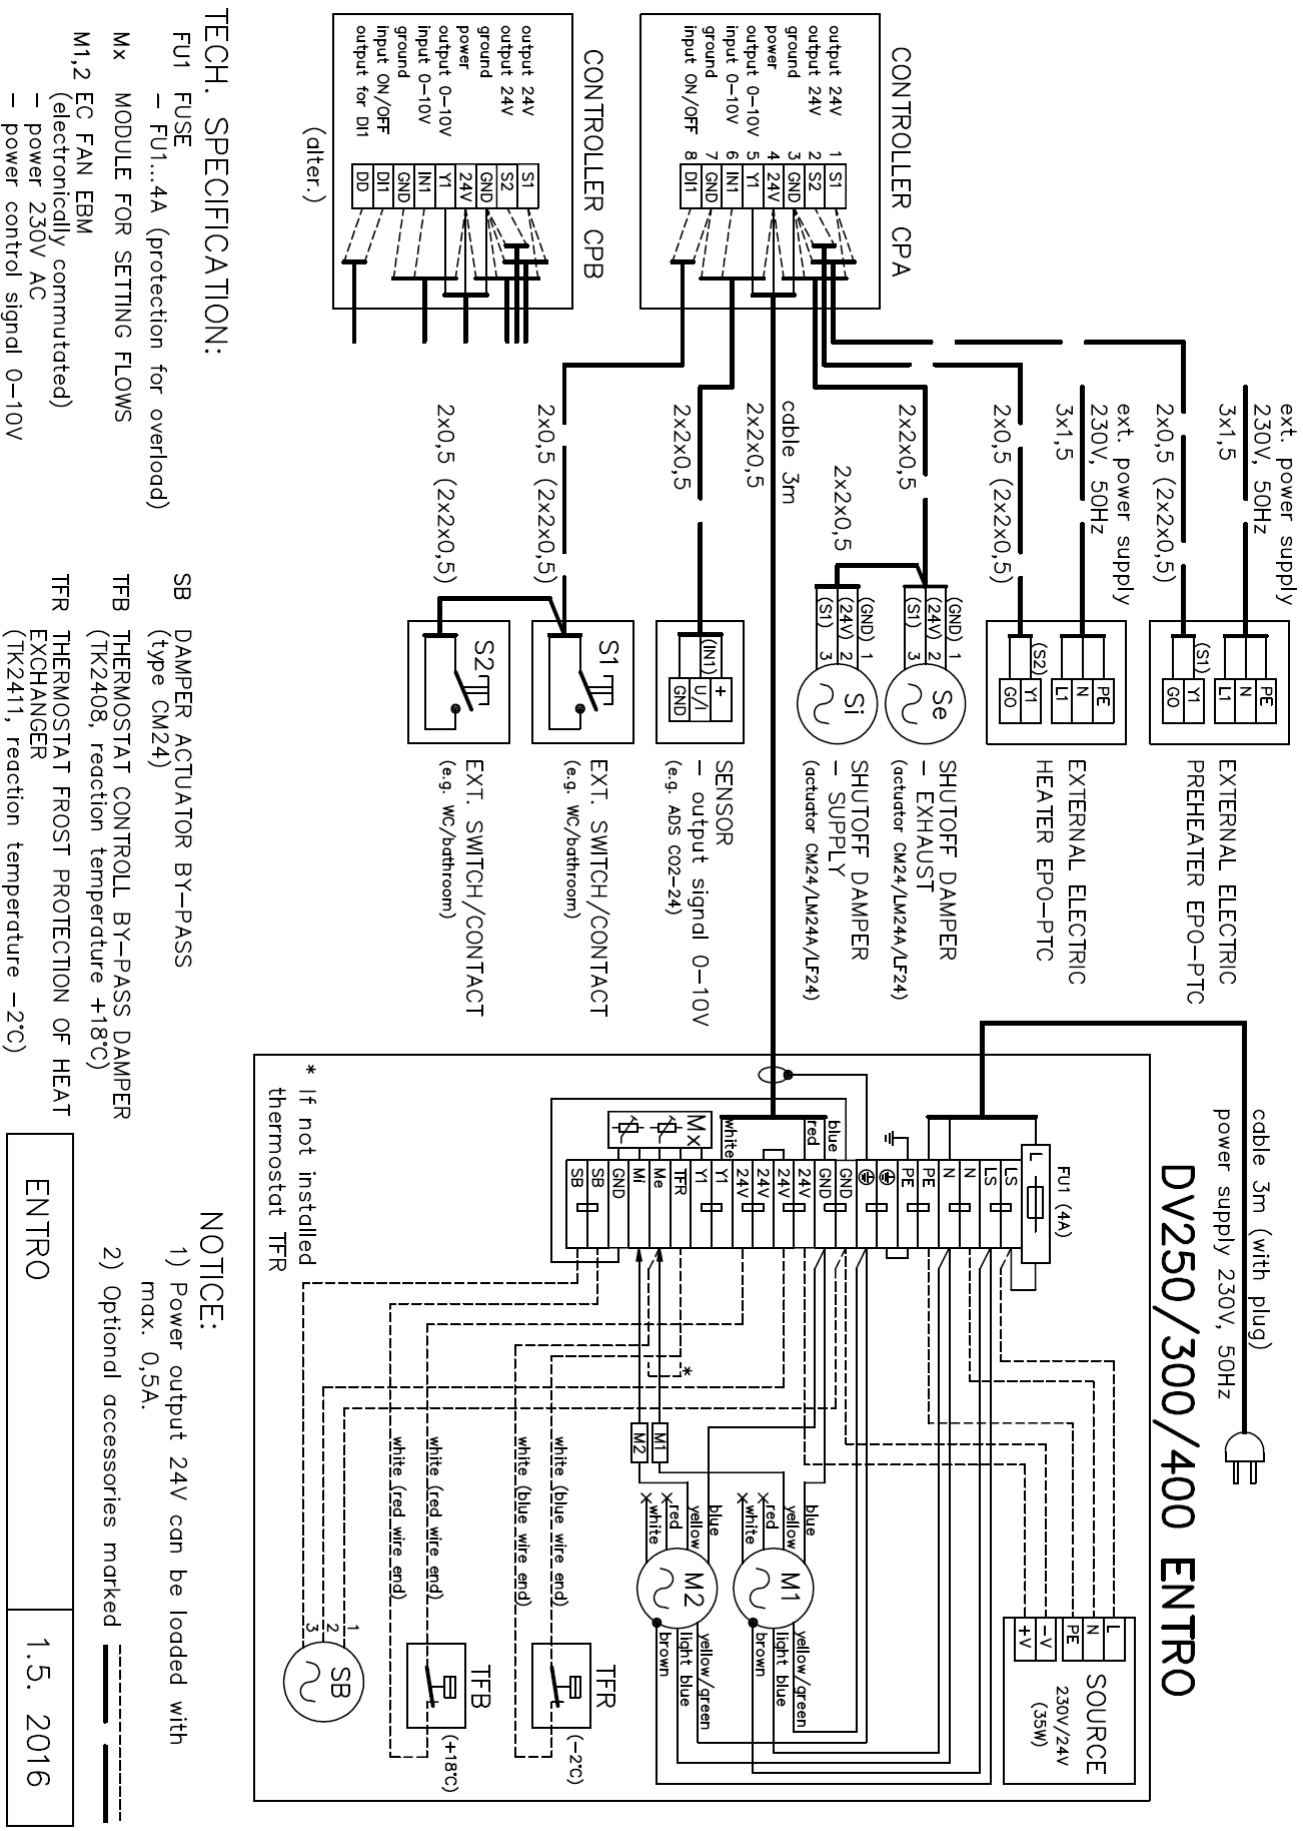 DV250/300/400 ENTRO
CONTROLLER CPA
output 24V
output 24V
ground
power
output 0-10V
input 0-10V
ground
input ON/OFF
1 S1
2 S2
3 GND
4 24V
5 Y1
6 IN1
7 GND
8 DI1
CONTROLLER CPB
output 24V
output 24V
ground
power
output 0-10V
input 0-10V
ground
input ON/OFF
output for DI1
S1
S2
GND
24V
Y1
IN1
GND
DI1
DD
(alter.)
ext. power supply
230V, 50Hz
3x1,5
2x0,5 (2x2x0,5)
ext. power supply
230V, 50Hz
3x1,5
2x0,5 (2x2x0,5)
2x2x0,5
2x2x0,5
cable 3m
2x2x0,5
2x2x0,5
2x0,5 (2x2x0,5)
2x0,5 (2x2x0,5)
PE
N
L1
(S1)
Y1
G0
EXTERNAL ELECTRIC
PREHEATER EPO-PTC
PE
N
L1
(S2)
Y1
G0
EXTERNAL ELECTRIC
HEATER EPO-PTC
(GND) 1
(24V) 2
(S1) 3
Se
SHUTOFF DAMPER
- EXHAUST
(actuator CM24/LM24A/LF24)
(GND) 1
(24V) 2
(S1) 3
Si
SHUTOFF DAMPER
- SUPPLY
(actuator CM24/LM24A/LF24)
+
U/I
GND
(IN1)
SENSOR
- output signal 0-10V
(e.g. ADS CO2-24)
S1
EXT. SWITCH/CONTACT
(e.g. WC/bathroom)
S2
EXT. SWITCH/CONTACT
(e.g. WC/bathroom)
cable 3m (with plug)
power supply 230V, 50Hz
FU1 (4A)
L
LS
LS
N
N
PE
PE
GND
GND
24V
24V
24V
24V
Y1
Y1
TFR
Me
Mi
GND
SB
SB
blue
red
white
Mx
* If not installed
thermostat TFR
*
M1
M2
blue
yellow
red
white
M1
yellow/green
light blue
brown
blue
yellow
red
white
M2
yellow/green
light blue
brown
L
N
PE
-V
+V
SOURCE
230V/24V
(35W)
white (blue wire end)
white (blue wire end)
TFR
(-2°C)
white (red wire end)
white (red wire end)
TFB
(+18°C)
1
2
3
SB
TECH. SPECIFICATION:
FU1 FUSE
- FU1...4A (protection for overload)
Mx MODULE FOR SETTING FLOWS
M1,2 EC FAN EBM
(electronically commutated)
- power 230V AC
- power control signal 0-10V
SB DAMPER ACTUATOR BY-PASS
(type CM24)
TFB THERMOSTAT CONTROLL BY-PASS DAMPER
(TK2408, reaction temperature +18°C)
TFR THERMOSTAT FROST PROTECTION OF HEAT
EXCHANGER
(TK2411, reaction temperature -2°C)
NOTICE:
1) Power output 24V can be loaded with
max. 0,5A.
2) Optional accessories marked
ENTRO
1.5. 2016